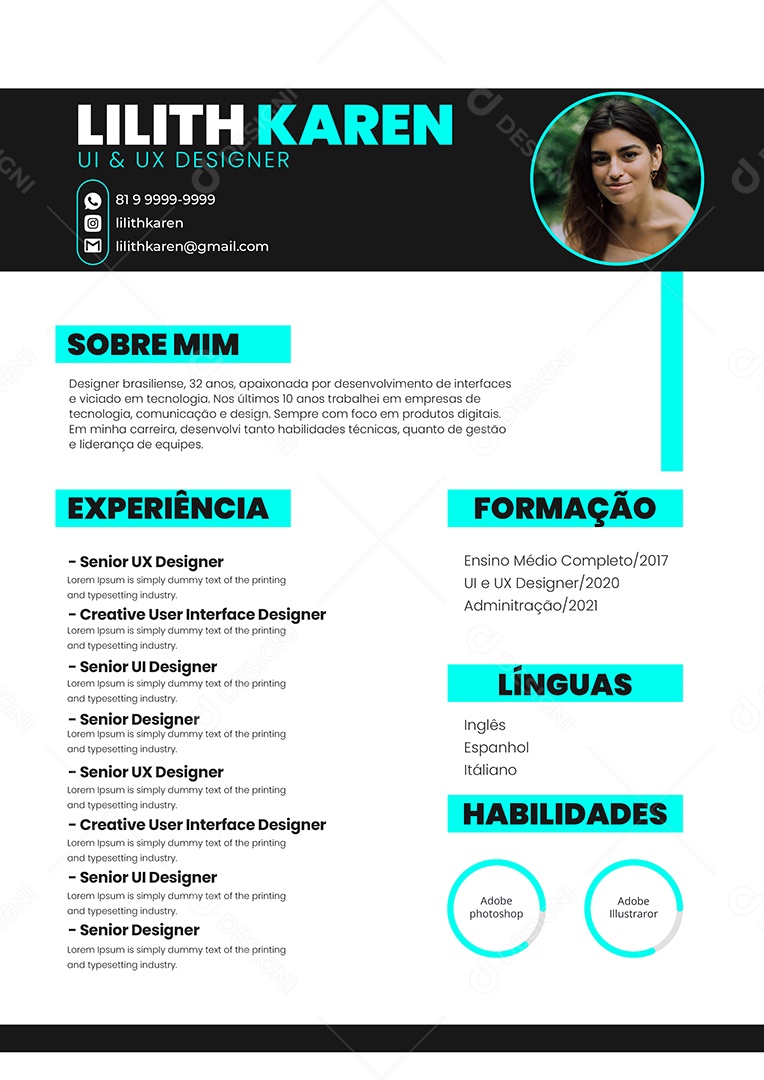 LILITH KAREN
UI & UX DESIGNER
81 9 9999-9999
lilithkaren
lilithkaren@gmail.com
SOBRE MIM
Designer brasiliense, 32 anos, apaixonada por desenvolvimento de interfaces
e viciado em tecnologia. Nos últimos 10 anos trabalhei em empresas de
tecnologia, comunicação e design. Sempre com foco em produtos digitais.
Em minha carreira, desenvolvi tanto habilidades técnicas, quanto de gestão
e liderança de equipes.
EXPERIÊNCIA
- Senior UX Designer
Lorem Ipsum is simply dummy text of the printing
and typesetting industry.
- Creative User Interface Designer
Lorem Ipsum is simply dummy text of the printing
and typesetting industry.
- Senior UI Designer
Lorem Ipsum is simply dummy text of the printing
and typesetting industry.
- Senior Designer
Lorem Ipsum is simply dummy text of the printing
and typesetting industry.
- Senior UX Designer
Lorem Ipsum is simply dummy text of the printing
and typesetting industry.
- Creative User Interface Designer
Lorem Ipsum is simply dummy text of the printing
and typesetting industry.
- Senior UI Designer
Lorem Ipsum is simply dummy text of the printing
and typesetting industry.
- Senior Designer
Lorem Ipsum is simply dummy text of the printing
and typesetting industry.
FORMAÇÃO
Ensino Médio Completo/2017
UI e UX Designer/2020
Adminitração/2021
LÍNGUAS
Inglês
Espanhol
Itáliano
HABILIDADES
Adobe
photoshop
Adobe
Illustraror
DESIGNI